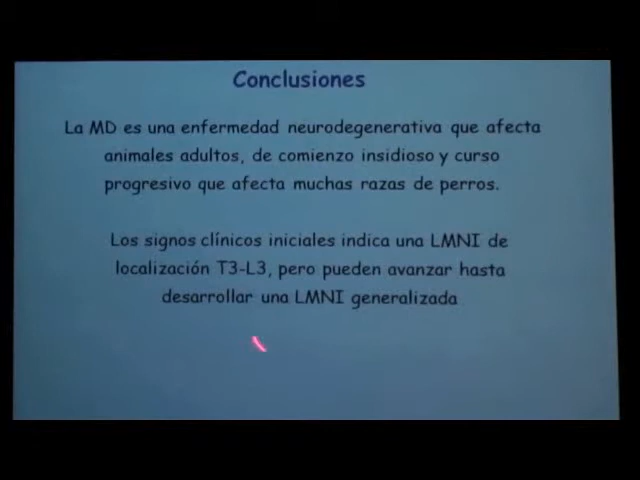 Conclusiones
La MD es una enfermedad neurodegenerativa que afecta
animales adultos, de comienzo insidioso y curso
progresivo que afecta muchas razas de perros.
Los signos clínicos iniciales indica una LMNI de
localización T3-L3, pero pueden avanzar hasta
desarrollar una LMNI generalizada